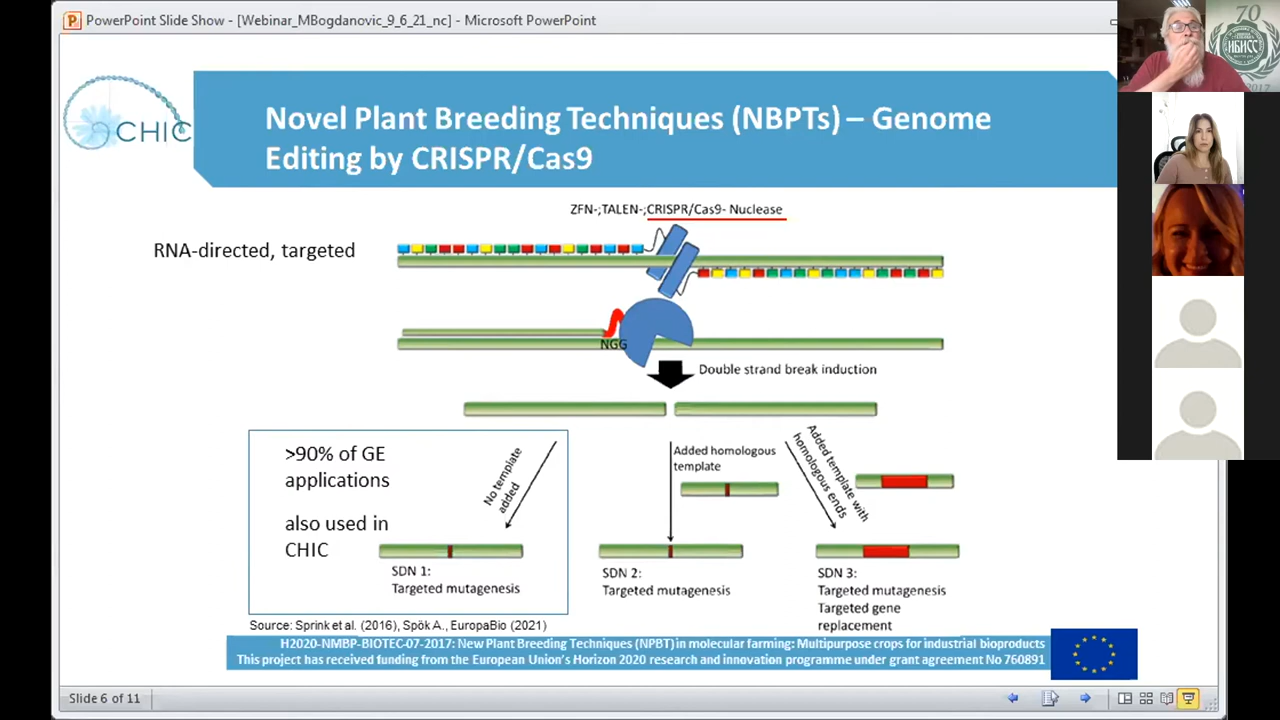 PowerPoint Slide Show - [Webinar_MBogdanovic_9_6_21_nc] - Microsoft PowerPoint
70
ИБИСС
CHIC
Novel Plant Breeding Techniques (NBPTs) – Genome
Editing by CRISPR/Cas9
ZFN-;TALEN-;CRISPR/Cas9- Nuclease
RNA-directed, targeted
NGG
Double strand break induction
>90% of GE
applications
also used in
CHIC
No template
added
Added homologous
template
Added template with
homologous ends
SDN 1:
Targeted mutagenesis
SDN 2:
Targeted mutagenesis
SDN 3:
Targeted mutagenesis
Targeted gene
replacement
Source: Sprink et al. (2016), Spök A., EuropaBio (2021)
H2020-NMBP-BIOTEC-07-2017: New Plant Breeding Techniques (NPBT) in molecular farming: Multipurpose crops for industrial bioproducts
This project has received funding from the European Union's Horizon 2020 research and innovation programme under grant agreement No 760891
Slide 6 of 11